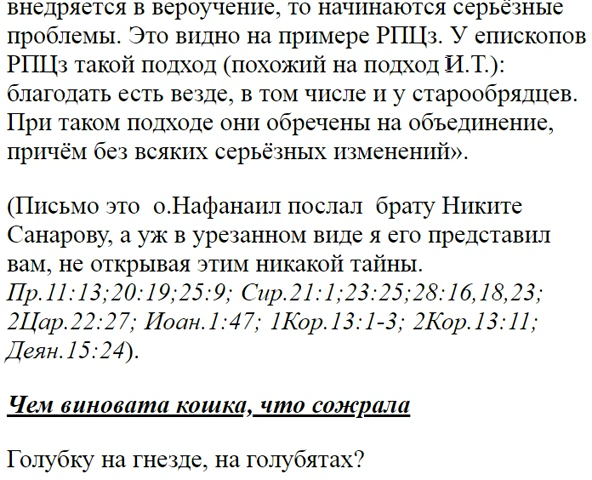 внедряется в вероучение, то начинаются серьёзные
проблемы. Это видно на примере РПЦз. У епископов
РПЦз такой подход (похожий на подход И.Т.):
благодать есть везде, в том числе и у старообрядцев.
При таком подходе они обречены на объединение,
причём без всяких серьёзных изменений».
(Письмо это о.Нафанаил послал брату Никите
Санарову, а уж в урезанном виде я его представил
вам, не открывая этим никакой тайны.
Пр.11:13;20:19;25:9; Сир.21:1;23:25;28:16,18,23;
2Цар.22:27; Иоан.1:47; 1Кор.13:1-3; 2Кор.13:11;
Деян.15:24).
Чем виновата кошка, что сожрала
Голубку на гнезде, на голубятах?